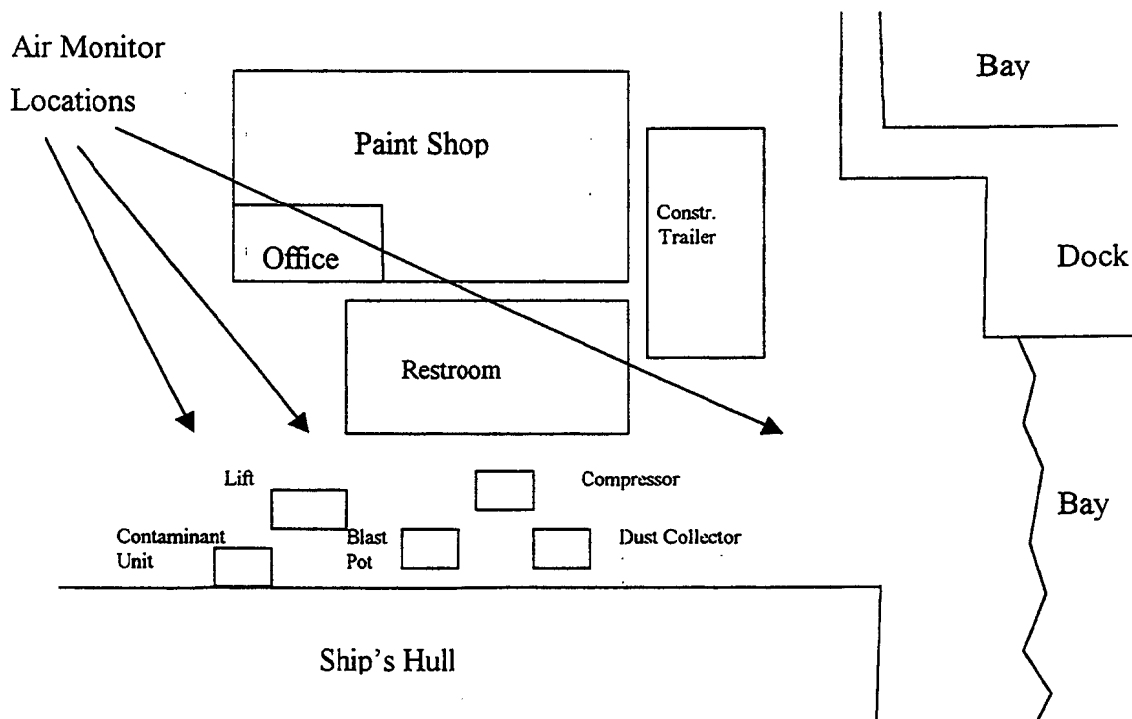 Air Monitor
Locations
Bay
Paint Shop
Constr.
Trailer
Office
Dock
Restroom
Lift
Compressor
Bay
Contaminant
Unit
Blast
Pot
Dust Collector
Ship's Hull